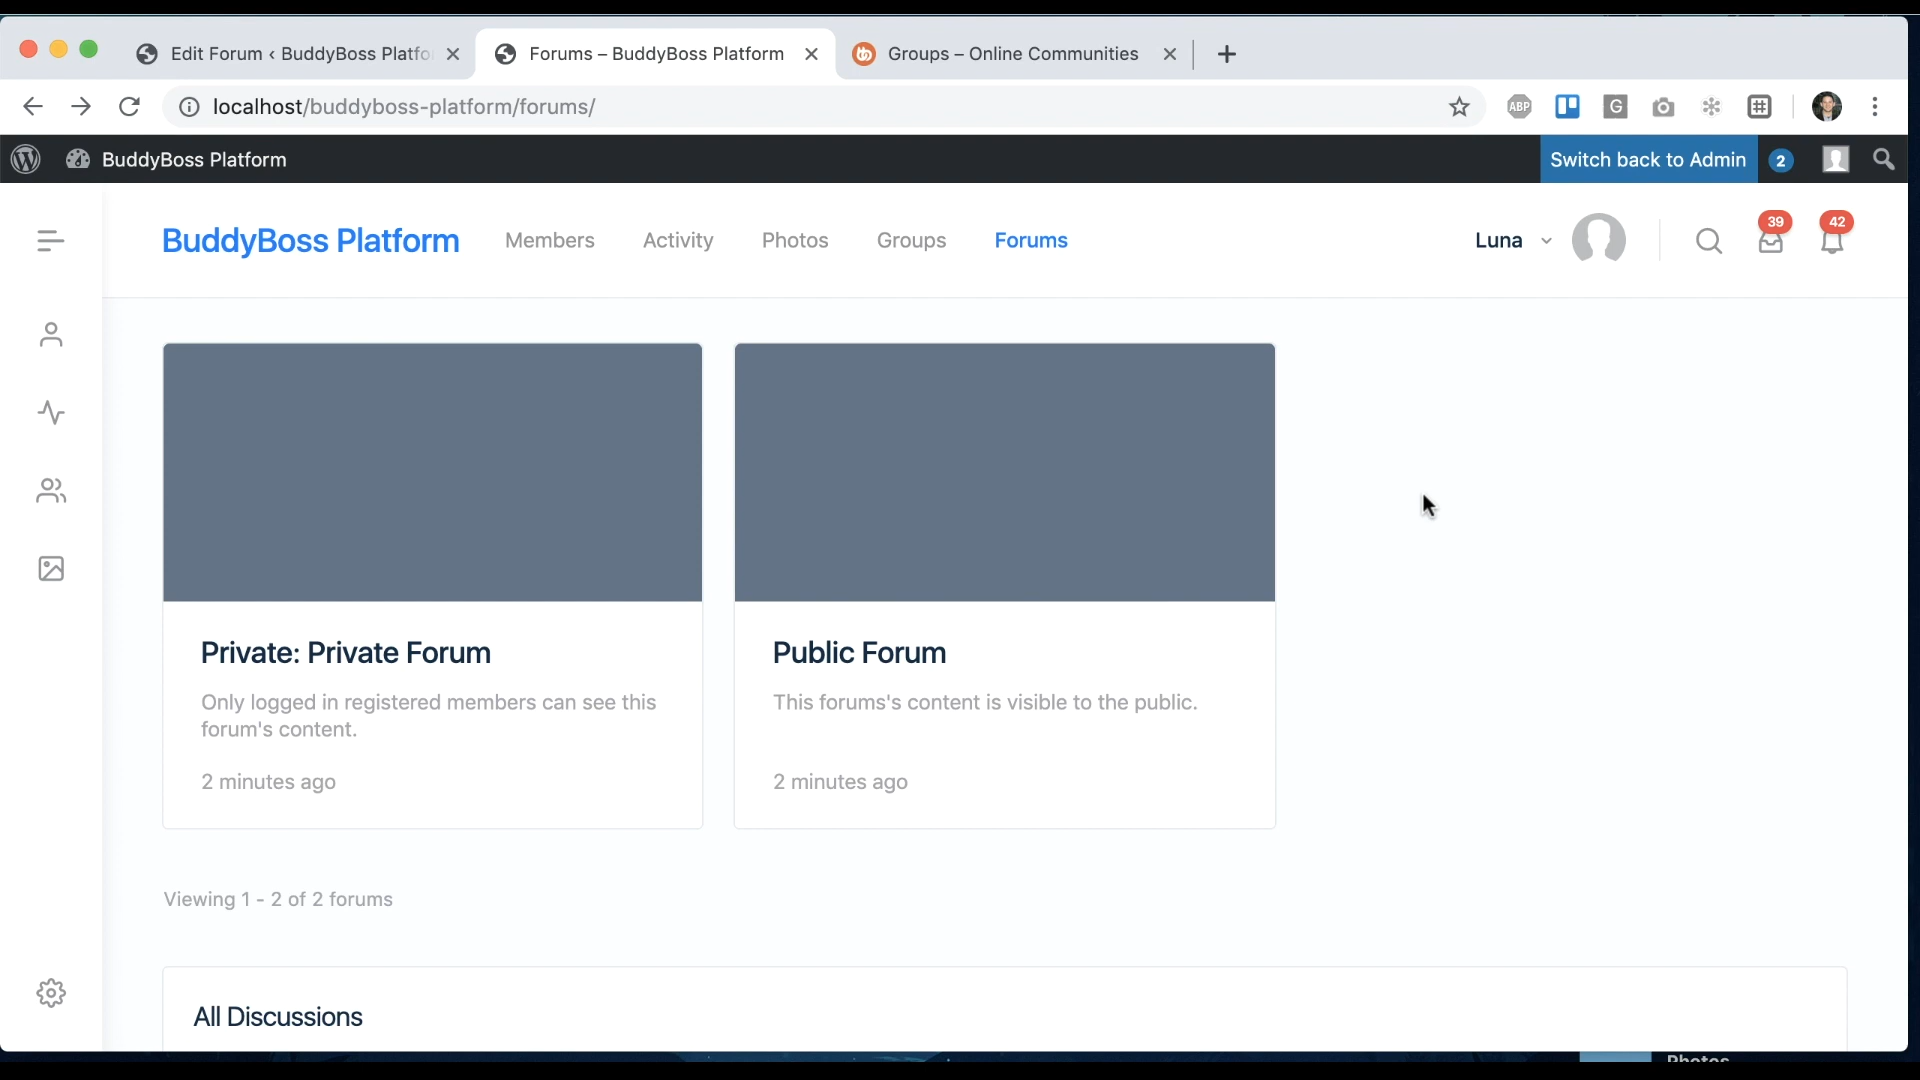 Edit Forum ‹ BuddyBoss Platfo
Forums – BuddyBoss Platform
Groups – Online Communities
localhost/buddyboss-platform/forums/
ABP
G
BuddyBoss Platform
Switch back to Admin
2
BuddyBoss Platform
Members
Activity
Photos
Groups
Forums
Luna
39
42
Private: Private Forum
Only logged in registered members can see this
forum's content.
2 minutes ago
Public Forum
This forums's content is visible to the public.
2 minutes ago
Viewing 1 - 2 of 2 forums
All Discussions
Photos